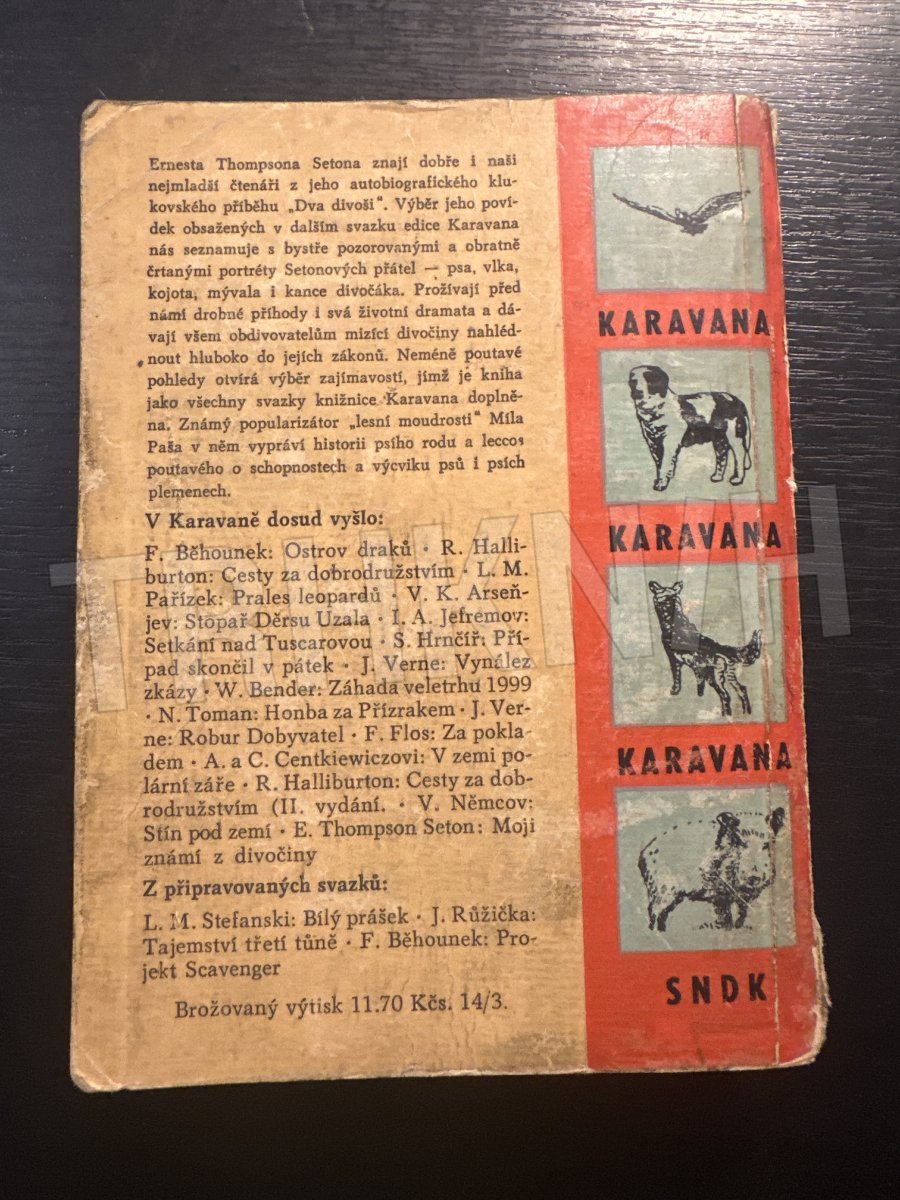 Ernesta Thompsona Setona znají dobře i naši
nejmladší čtenáři z jeho autobiografického klu-
kovského příběhu „Dva divoši“. Výběr jeho poví-
dek obsažených v dalším svazku edice Karavana
nás seznamuje s bystře pozorovanými a obratně
črtanými portréty Setonových přátel — psa, vlka,
kojota, mývala i kance divočáka. Prožívají před
námi drobné příhody i svá životní dramata a dá-
vají všem obdivovatelům mizící divočiny nahléd-
nout hluboko do jejích zákonů. Neméně poutavé
pohledy otvírá výběr zajímavostí, jímž je kniha
jako všechny svazky knižnice Karavana doplně-
na. Známý popularizátor „lesní moudrosti“ Míla
Paša v něm vypráví historii psího rodu a leccos
poutavého o schopnostech a výcviku psů i psích
plemenech.
V Karavaně dosud vyšlo:
F. Běhounek: Ostrov draků · R. Halli-
burton: Cesty za dobrodružstvím · L. M.
Pařízek: Prales leopardů · V. K. Arseň-
jev: Stopař Děrsu Uzala · I. A. Jefremov:
Setkání nad Tuscarovou · S. Hrnčíř: Pří-
pad skončil v pátek · J. Verne: Vynález
zkázy · W. Bender: Záhada veletrhu 1999
· N. Toman: Honba za Přízrakem · J. Ver-
ne: Robur Dobyvatel · F. Flos: Za pokla-
dem · A. a C. Centkiewiczovi: V zemi po-
lární záře · R. Halliburton: Cesty za dob-
rodružstvím (II. vydání. · V. Němcov:
Stín pod zemí · E. Thompson Seton: Moji
známí z divočiny
Z připravovaných svazků:
L. M. Stefanski: Bílý prášek · J. Růžička:
Tajemství třetí tůně · F. Běhounek: Pro-
jekt Scavenger
Brožovaný výtisk 11.70 Kčs. 14/3.
KARAVANA
KARAVANA
KARAVANA
SNDK